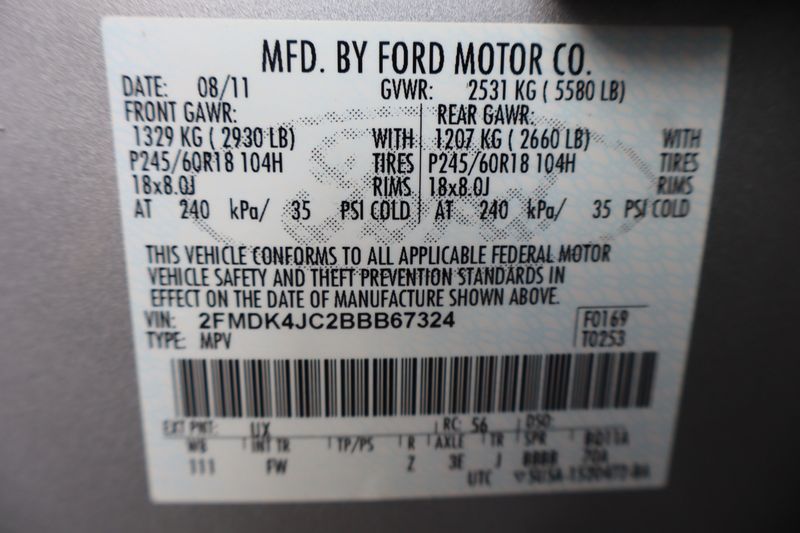 MFD. BY FORD MOTOR CO.
DATE: 08/11 GVWR: 2531 KG ( 5580 LB)
FRONT GAWR: REAR GAWR:
1329 KG ( 2930 LB) WITH 1207 KG ( 2660 LB) WITH
P245/60R18 104H TIRES P245/60R18 104H TIRES
18x8.0J RIMS 18x8.0J RIMS
AT 240 kPa/ 35 PSI COLD AT 240 kPa/ 35 PSI COLD
THIS VEHICLE CONFORMS TO ALL APPLICABLE FEDERAL MOTOR
VEHICLE SAFETY AND THEFT PREVENTION STANDARDS IN
EFFECT ON THE DATE OF MANUFACTURE SHOWN ABOVE.
VIN: 2FMDK4JC2BBB67324 F0169
TYPE: MPV T0253
EXT PNT: UX RC: 56 DSO:
WB INT TR TP/PS R AXLE TR SPR
111 FW 2 3E J BBBB
UTC